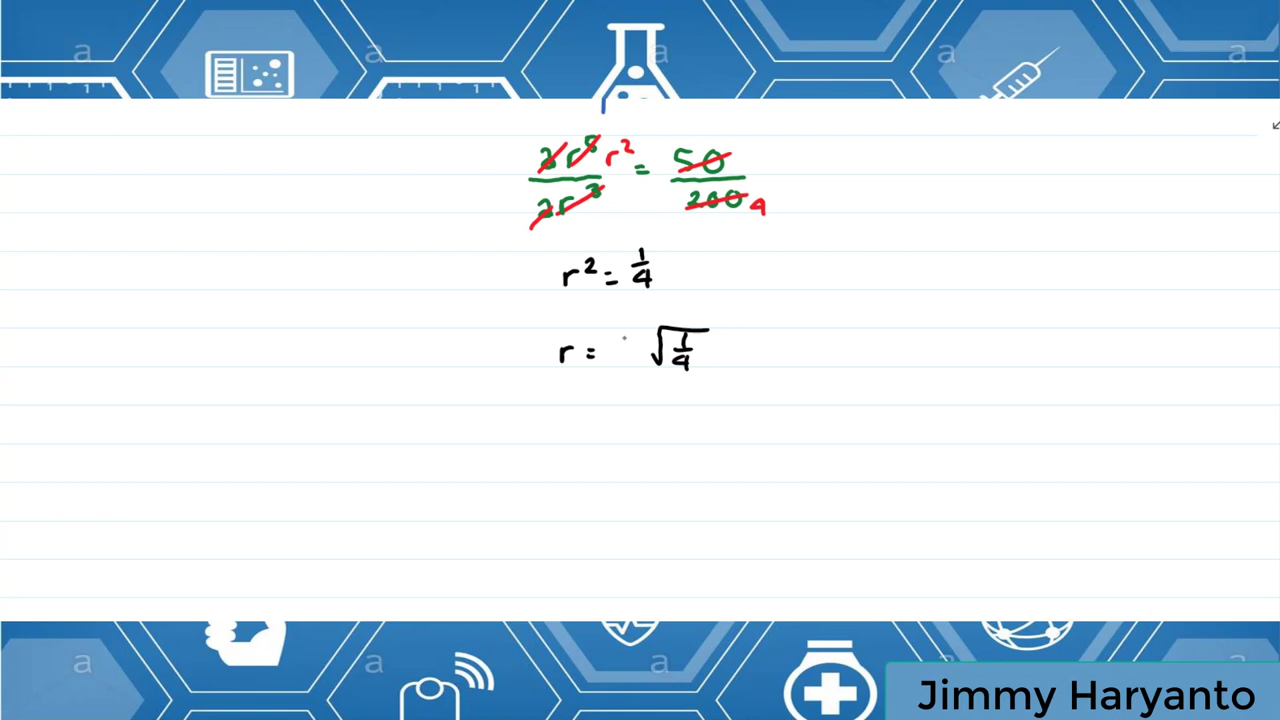 2r⁵ r² = 50
2r³ 200 4
r² = 1/4
r = √1/4
Jimmy Haryanto